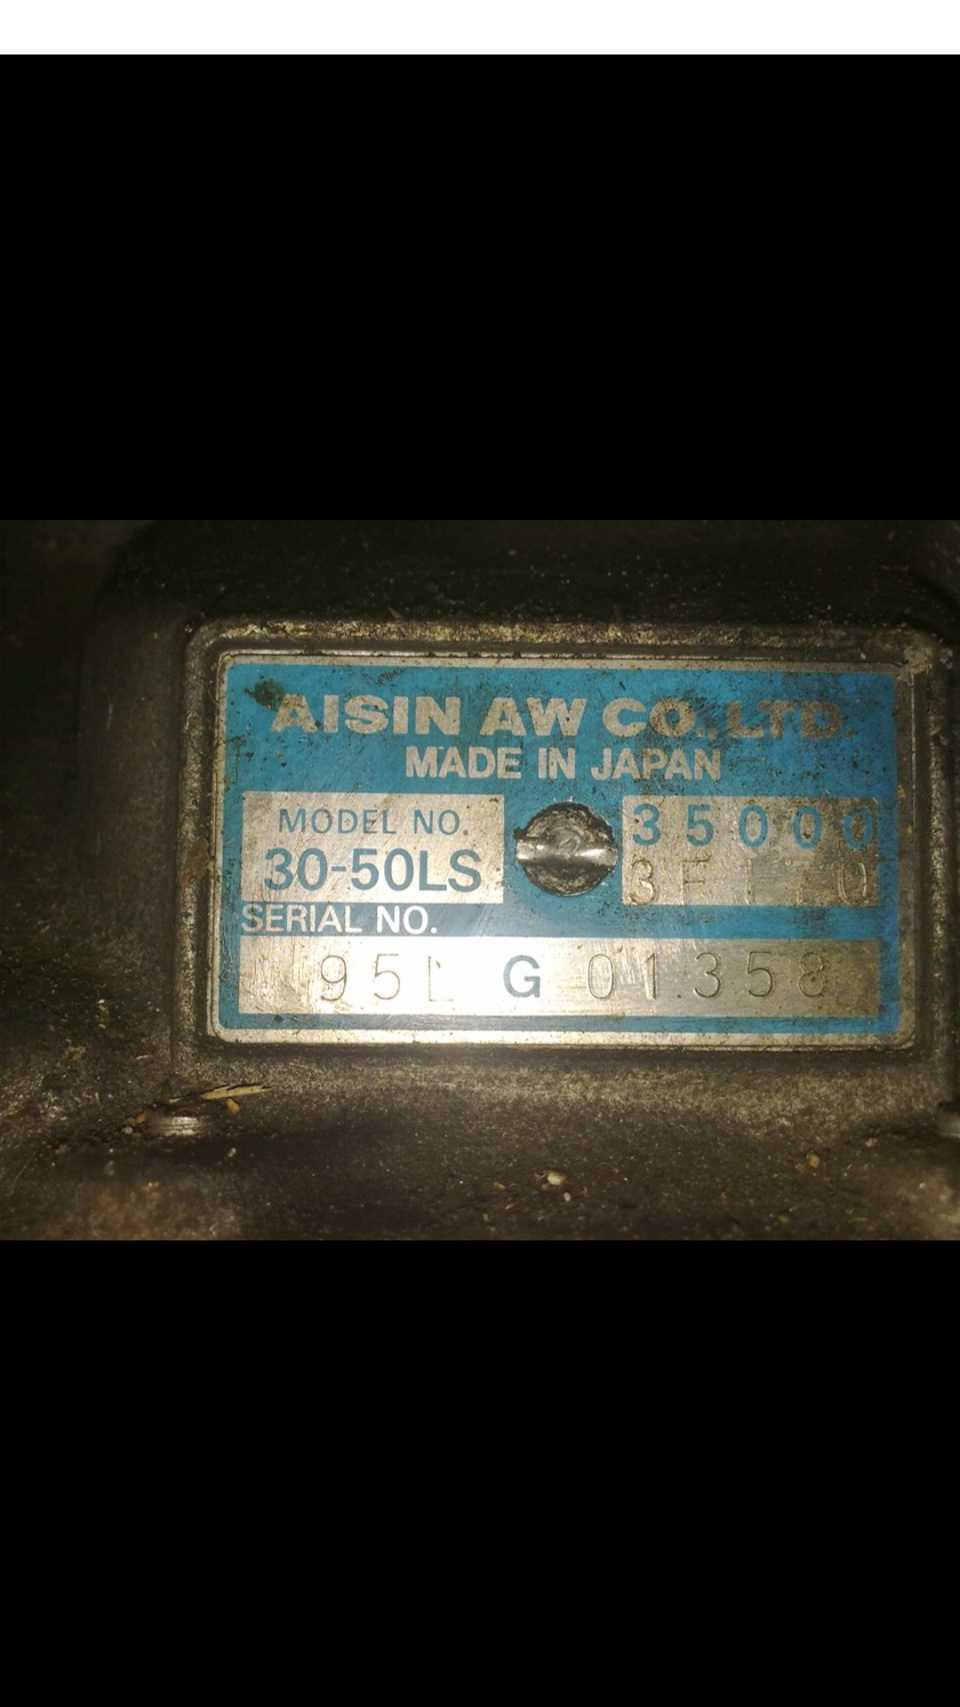 AISIN AW CO., LTD.
MADE IN JAPAN
MODEL NO.
30-50LS
35000
SERIAL NO.
95L G 01358